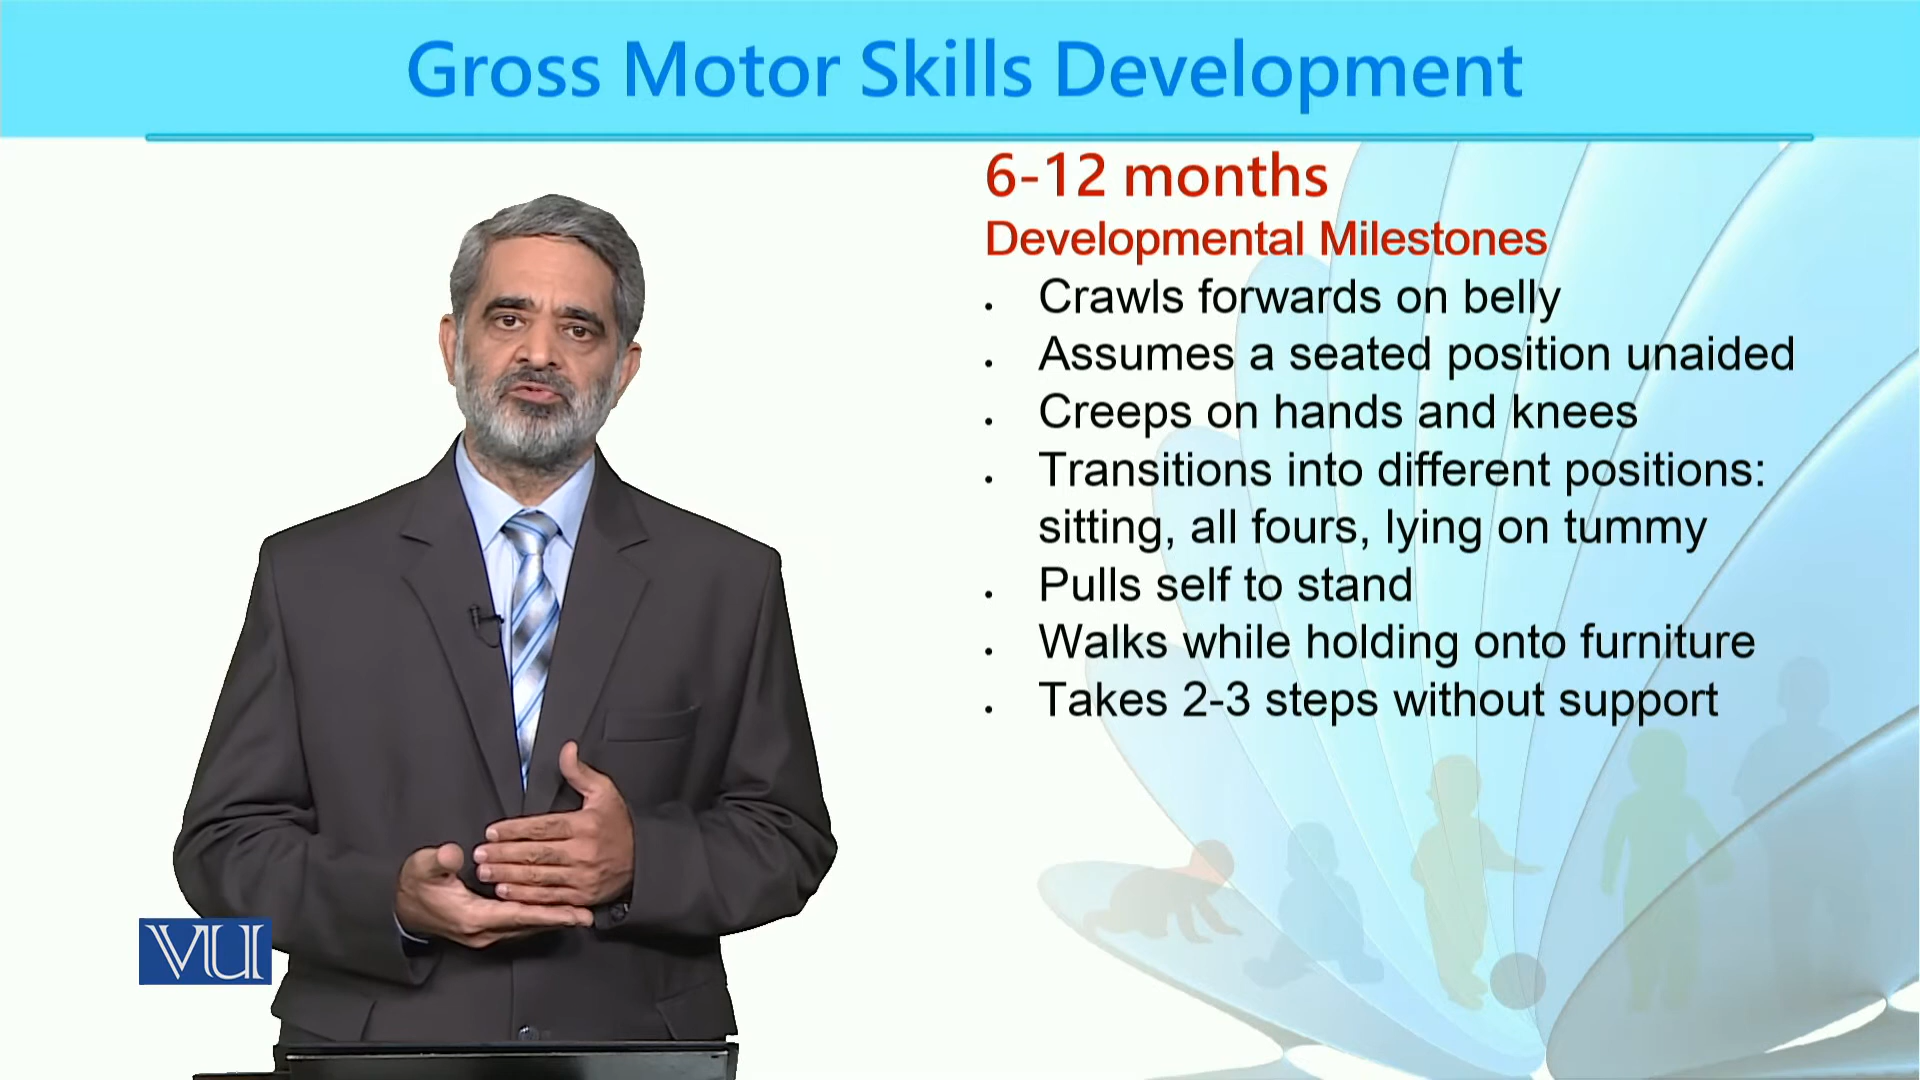 Gross Motor Skills Development
6-12 months
Developmental Milestones
• Crawls forwards on belly
• Assumes a seated position unaided
• Creeps on hands and knees
• Transitions into different positions:
sitting, all fours, lying on tummy
• Pulls self to stand
• Walks while holding onto furniture
• Takes 2-3 steps without support
VU